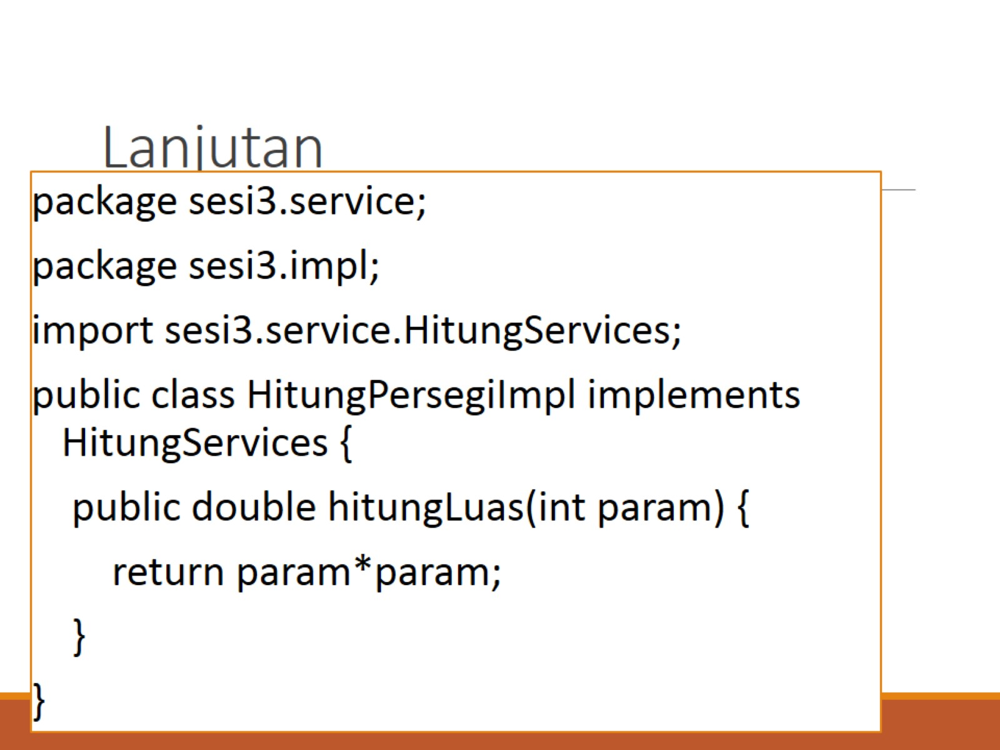 Lanjutan
package sesi3.service;
package sesi3.impl;
import sesi3.service.HitungServices;
public class HitungPersegiImpl implements
HitungServices {
public double hitungLuas(int param) {
return param*param;
}
}